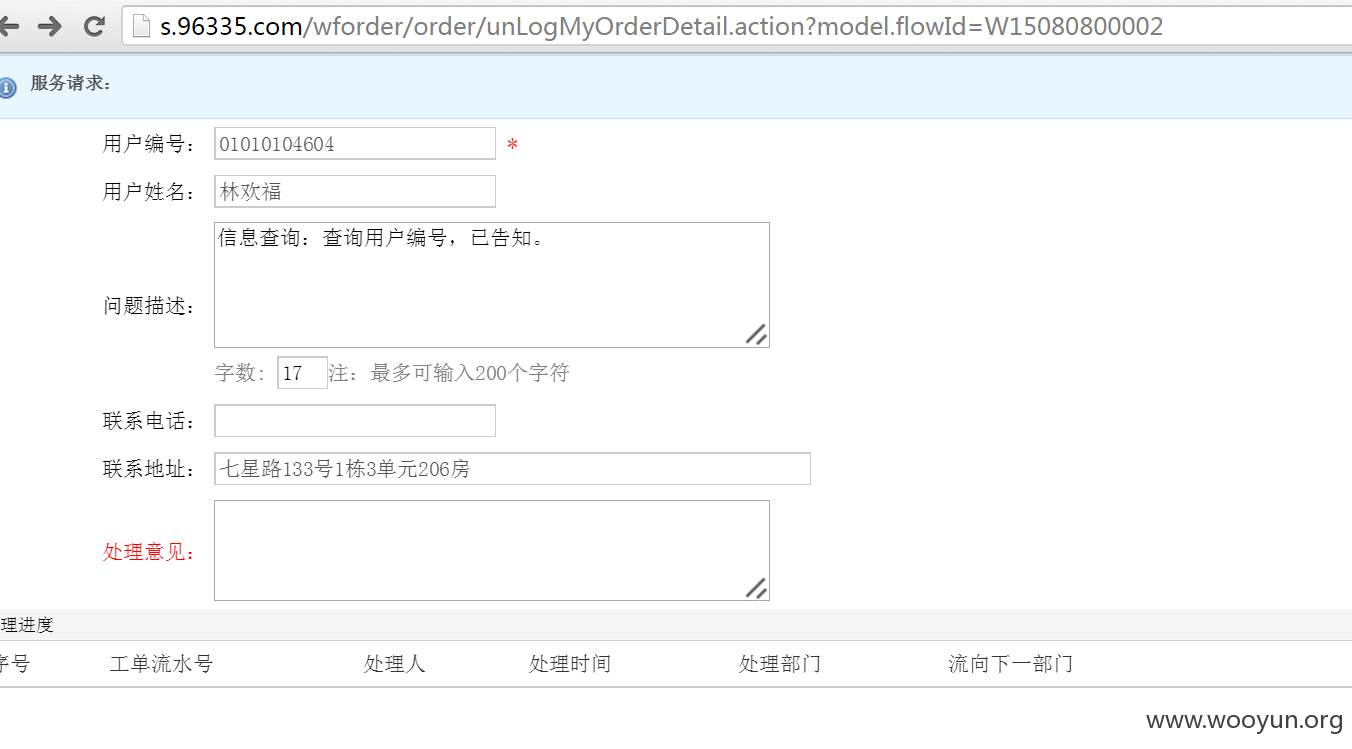 s.96335.com/wforder/order/unLogMyOrderDetail.action?model.flowId=W15080800002
服务请求：
用户编号： 01010104604 *
用户姓名： 林欢福
信息查询：查询用户编号，已告知。
问题描述：
字数： 17 注：最多可输入200个字符
联系电话：
联系地址： 七星路133号1栋3单元206房
处理意见：
理进度
序号 工单流水号 处理人 处理时间 处理部门 流向下一部门
www.wooyun.org